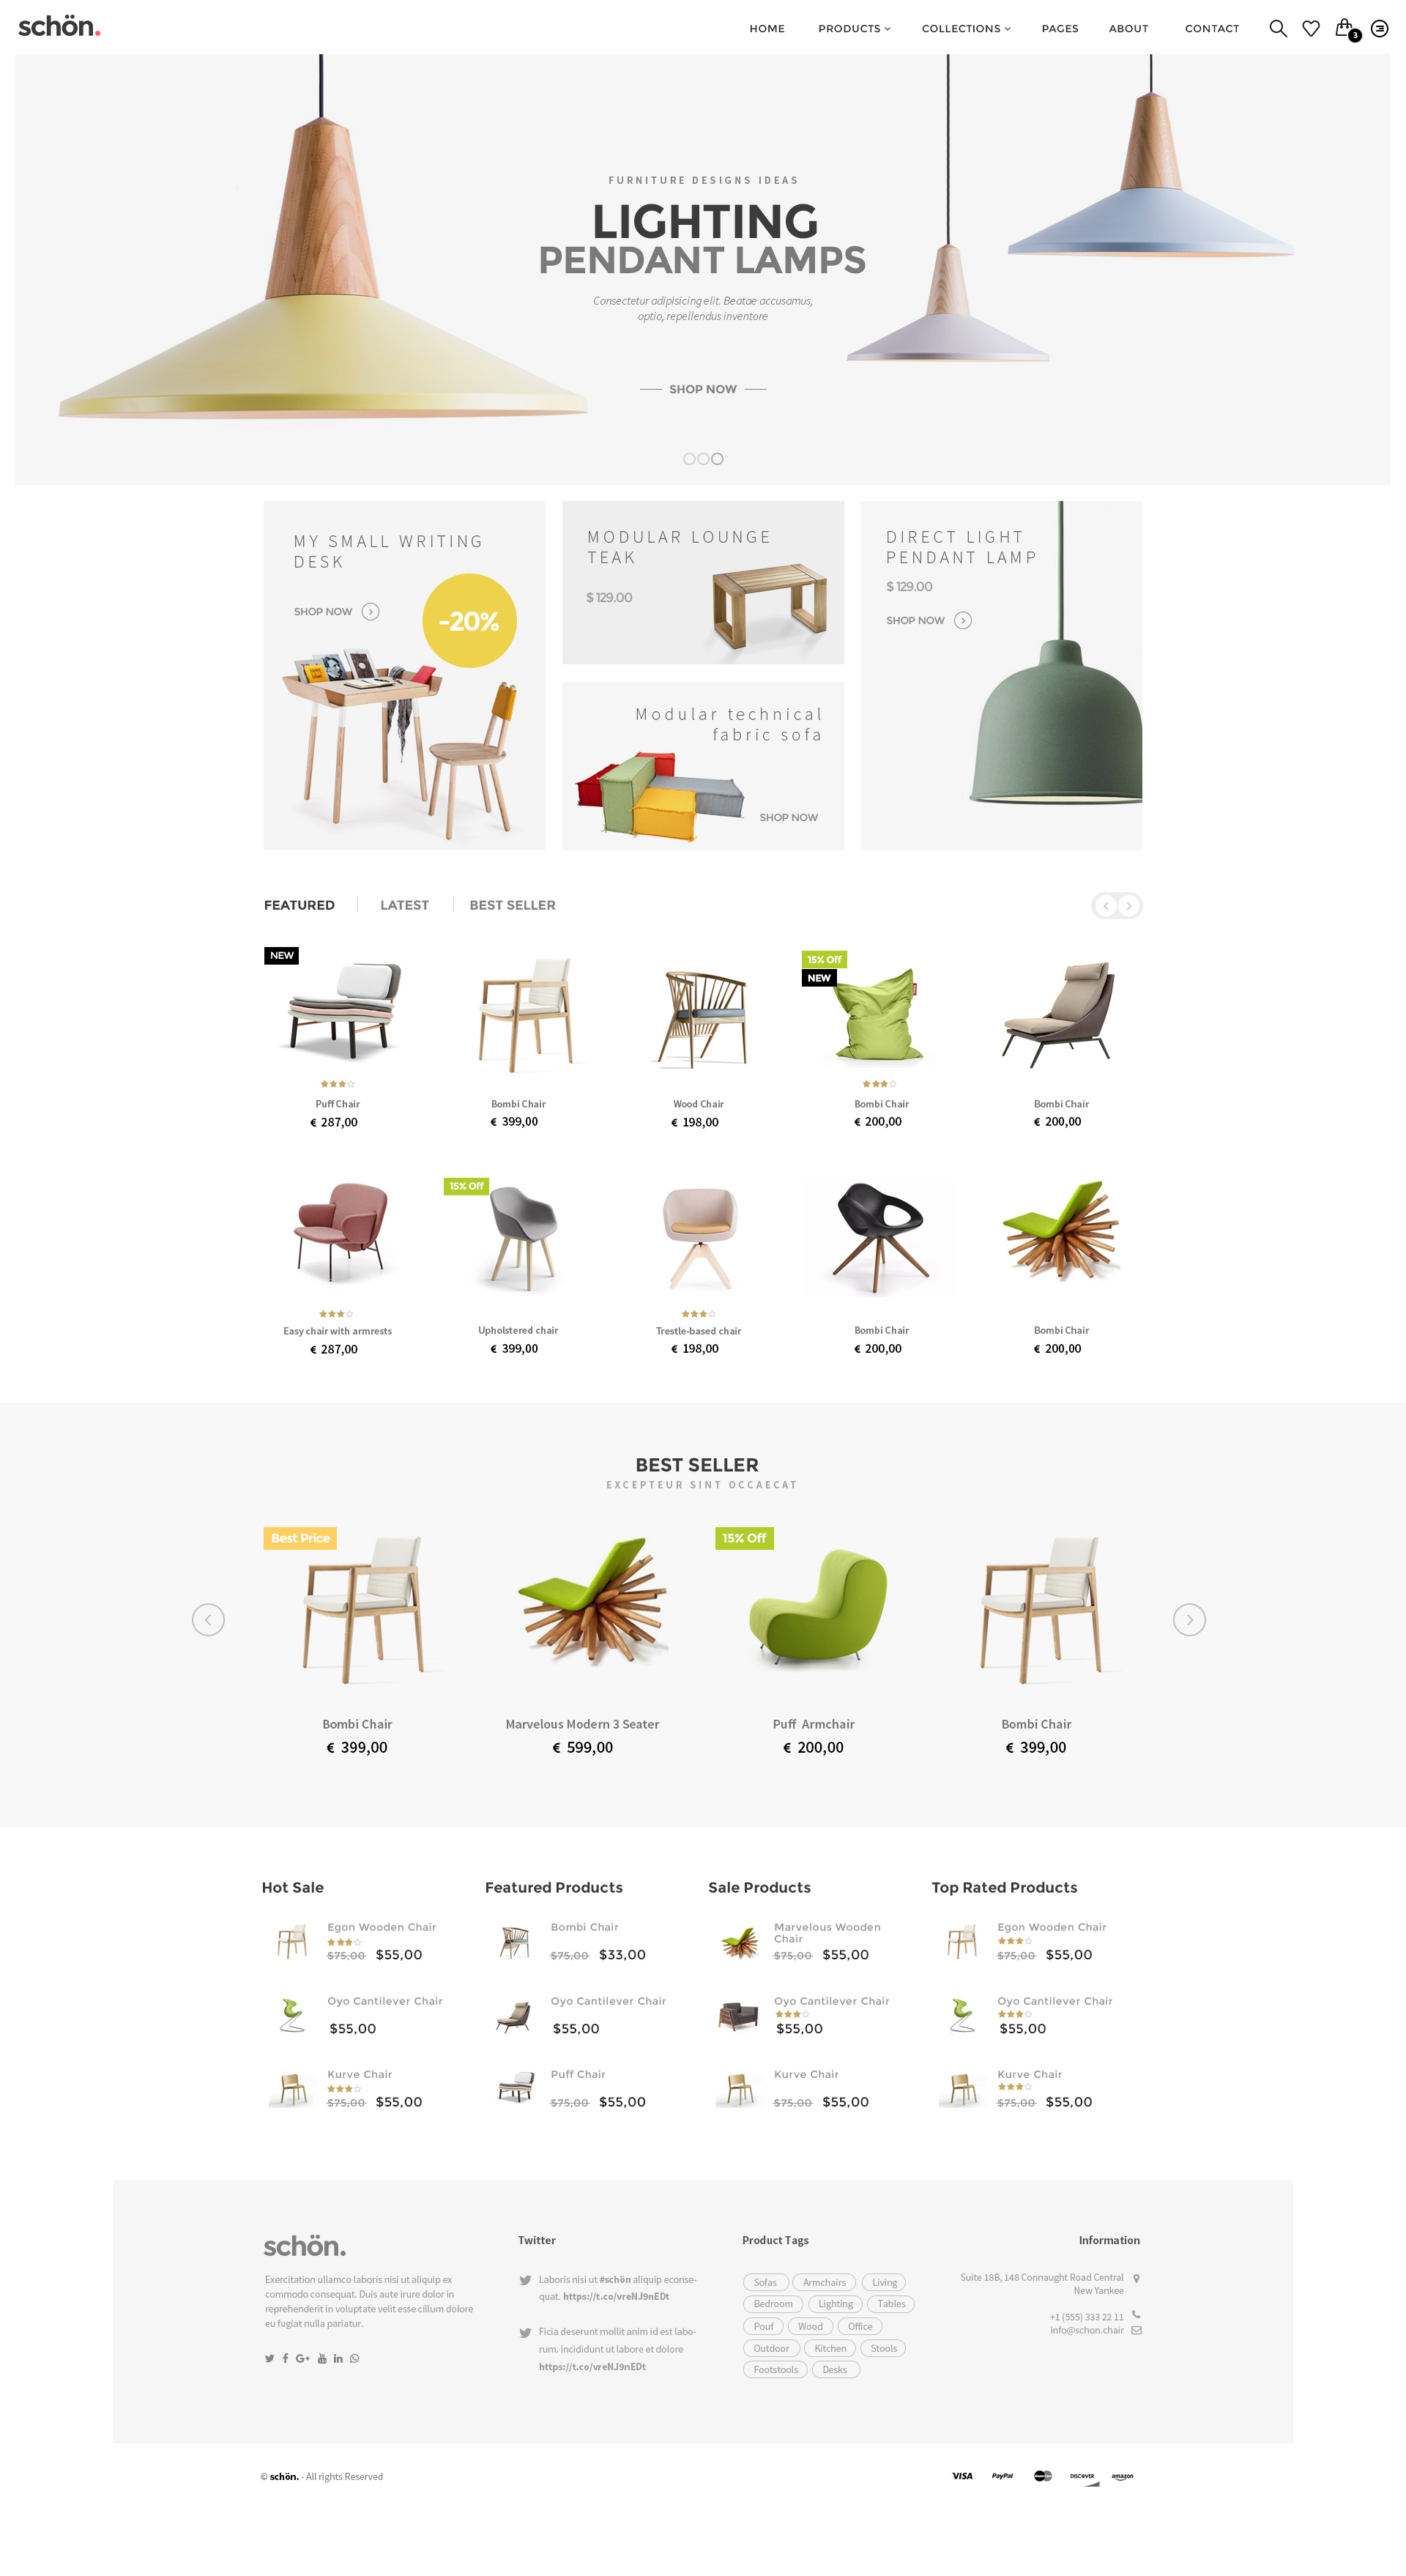 schön.
HOME PRODUCTS COLLECTIONS PAGES ABOUT CONTACT
3
FURNITURE DESIGNS IDEAS
LIGHTING
PENDANT LAMPS
Consectetur adipisicing elit. Beatae accusamus,
optio, repellendus inventore
SHOP NOW
MY SMALL WRITING
DESK
SHOP NOW
-20%
MODULAR LOUNGE
TEAK
$ 129.00
Modular technical
fabric sofa
SHOP NOW
DIRECT LIGHT
PENDANT LAMP
$ 129.00
SHOP NOW
FEATURED LATEST BEST SELLER
NEW
15% Off
NEW
Puff Chair Bombi Chair Wood Chair Bombi Chair Bombi Chair
€ 287,00 € 399,00 € 198,00 € 200,00 € 200,00
15% Off
Easy chair with armrests Upholstered chair Trestle-based chair Bombi Chair Bombi Chair
€ 287,00 € 399,00 € 198,00 € 200,00 € 200,00
BEST SELLER
EXCEPTEUR SINT OCCAECAT
Best Price 15% Off
Bombi Chair Marvelous Modern 3 Seater Puff Armchair Bombi Chair
€ 399,00 € 599,00 € 200,00 € 399,00
Hot Sale
Egon Wooden Chair
$75,00 $55,00
Oyo Cantilever Chair
$55,00
Kurve Chair
$75,00 $55,00
Featured Products
Bombi Chair
$75,00 $33,00
Oyo Cantilever Chair
$55,00
Puff Chair
$75,00 $55,00
Sale Products
Marvelous Wooden
Chair
$75,00 $55,00
Oyo Cantilever Chair
$55,00
Kurve Chair
$75,00 $55,00
Top Rated Products
Egon Wooden Chair
$75,00 $55,00
Oyo Cantilever Chair
$55,00
Kurve Chair
$75,00 $55,00
schön.
Exercitation ullamco laboris nisi ut aliquip ex
commodo consequat. Duis aute irure dolor in
reprehenderit in voluptate velit esse cillum dolore
eu fugiat nulla pariatur.
Twitter
Laboris nisi ut #schön aliquip econse-
quat. https://t.co/vreNJ9nEDt
Ficia deserunt mollit anim id est labo-
rum. incididunt ut labore et dolore
https://t.co/vreNJ9nEDt
Product Tags
Sofas Armchairs Living
Bedroom Lighting Tables
Pouf Wood Office
Outdoor Kitchen Stools
Footstools Desks
Information
Suite 18B, 148 Connaught Road Central
New Yankee
+1 (555) 333 22 11
info@schon.chair
© schön. - All rights Reserved
VISA PayPal DISCOVER amazon